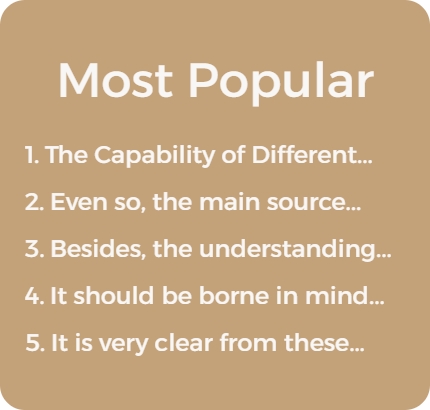 Most Popular
1. The Capability of Different...
2. Even so, the main source...
3. Besides, the understanding...
4. It should be borne in mind...
5. It is very clear from these...